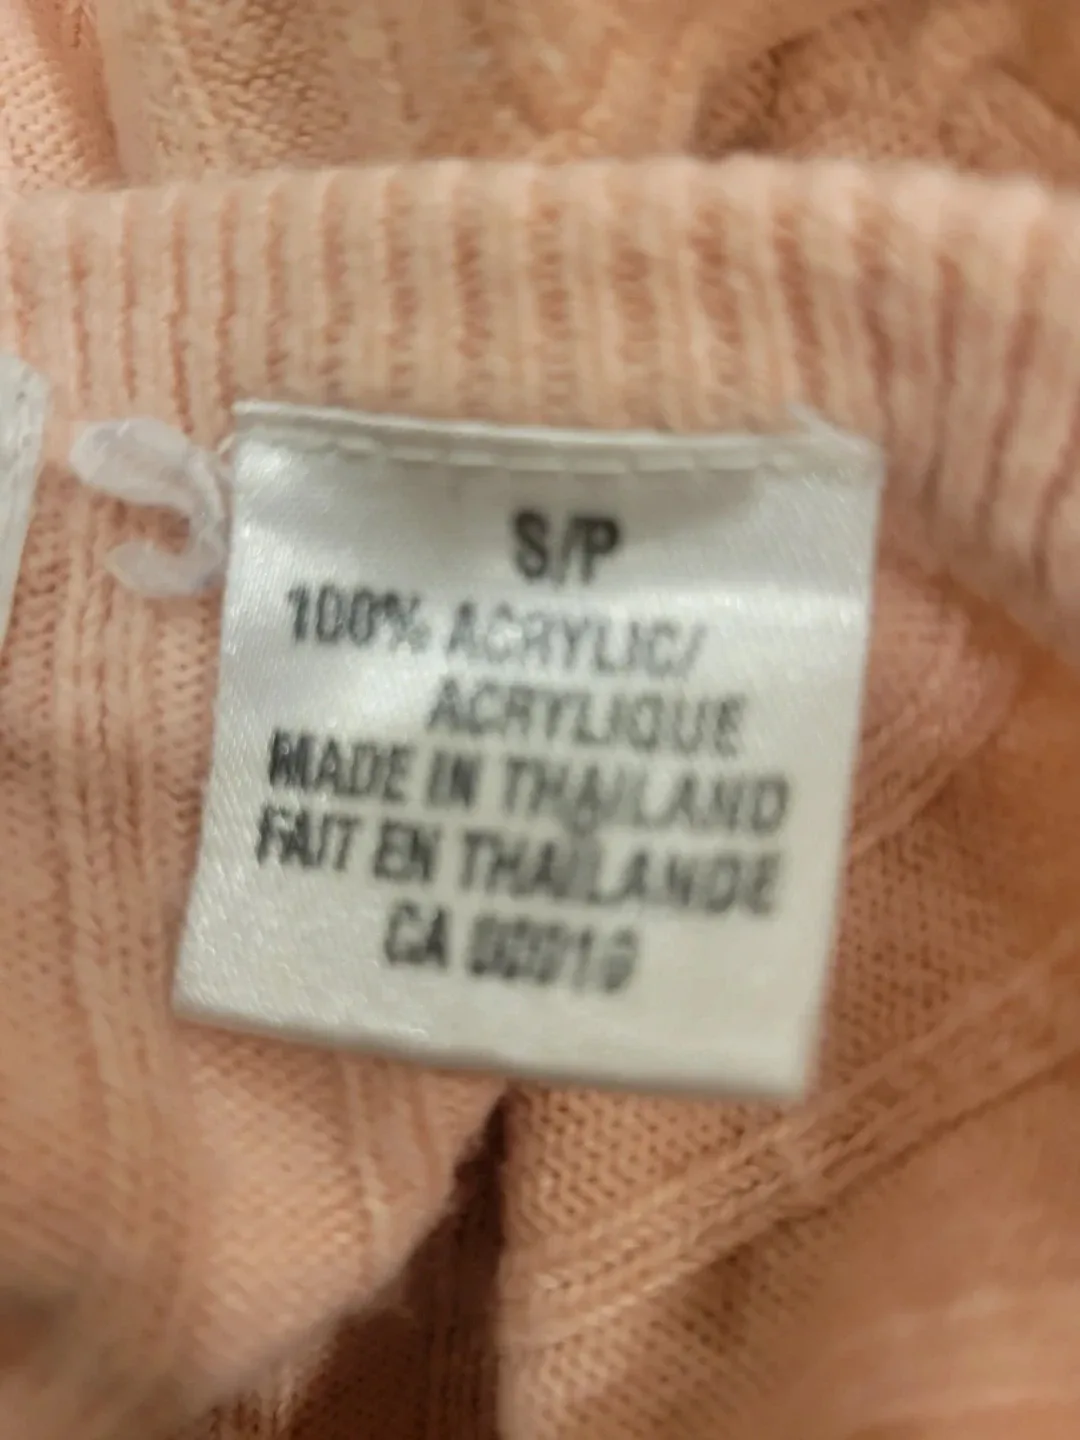 S/P
100% ACRYLIC/
ACRYLIQUE
MADE IN THAILAND
FAIT EN THAILANDE
CA